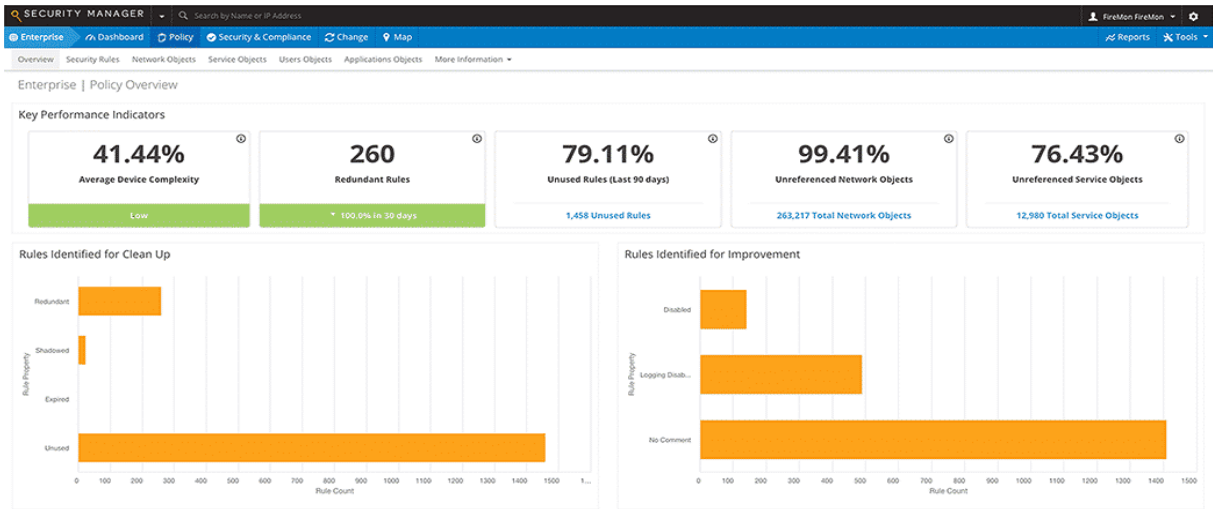 SECURITY MANAGER Search by Name or IP Address FireMon FireMon
Enterprise Dashboard Policy Security & Compliance Change Map Reports Tools
Overview Security Rules Network Objects Service Objects Users Objects Applications Objects More Information
Enterprise | Policy Overview
Key Performance Indicators
41.44% 260 79.11% 99.41% 76.43%
Average Device Complexity Redundant Rules Unused Rules (Last 90 days) Unreferenced Network Objects Unreferenced Service Objects
Low 100.0% in 30 days 1,458 Unused Rules 263,217 Total Network Objects 12,980 Total Service Objects
Rules Identified for Clean Up
Redundant
Shadowed
Expired
Unused
Rule Property
0 100 200 300 400 500 600 700 800 900 1000 1100 1200 1300 1400 1500 1...
Rule Count
Rules Identified for Improvement
Disabled
Logging Disab...
No Comment
Rule Property
0 100 200 300 400 500 600 700 800 900 1000 1100 1200 1300 1400 1500
Rule Count